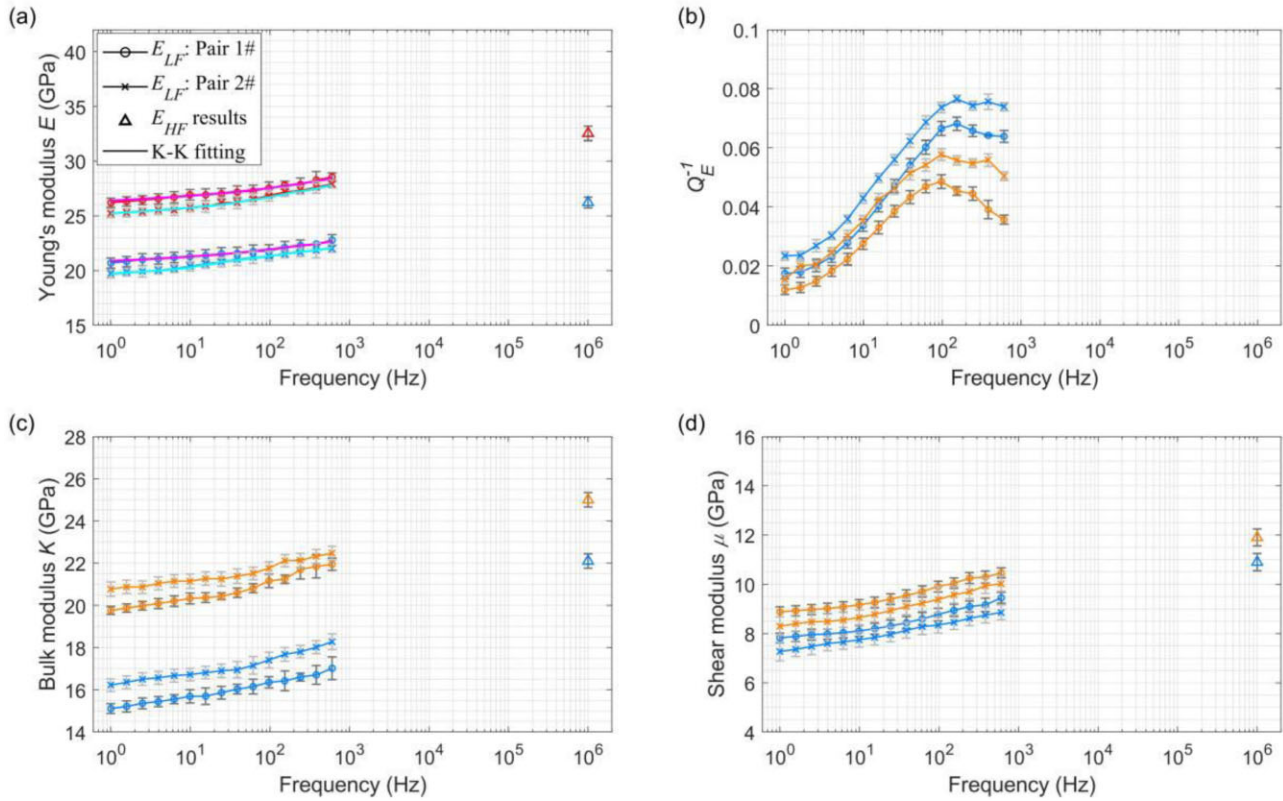 (a)
Young's modulus E (GPa)
40
35
30
25
20
15
E_LF: Pair 1#
E_LF: Pair 2#
E_HF results
K-K fitting
10^0 10^1 10^2 10^3 10^4 10^5 10^6
Frequency (Hz)
(b)
Q_E^-1
0.1
0.08
0.06
0.04
0.02
0
10^0 10^1 10^2 10^3 10^4 10^5 10^6
Frequency (Hz)
(c)
Bulk modulus K (GPa)
28
26
24
22
20
18
16
14
10^0 10^1 10^2 10^3 10^4 10^5 10^6
Frequency (Hz)
(d)
Shear modulus μ (GPa)
16
14
12
10
8
6
4
10^0 10^1 10^2 10^3 10^4 10^5 10^6
Frequency (Hz)